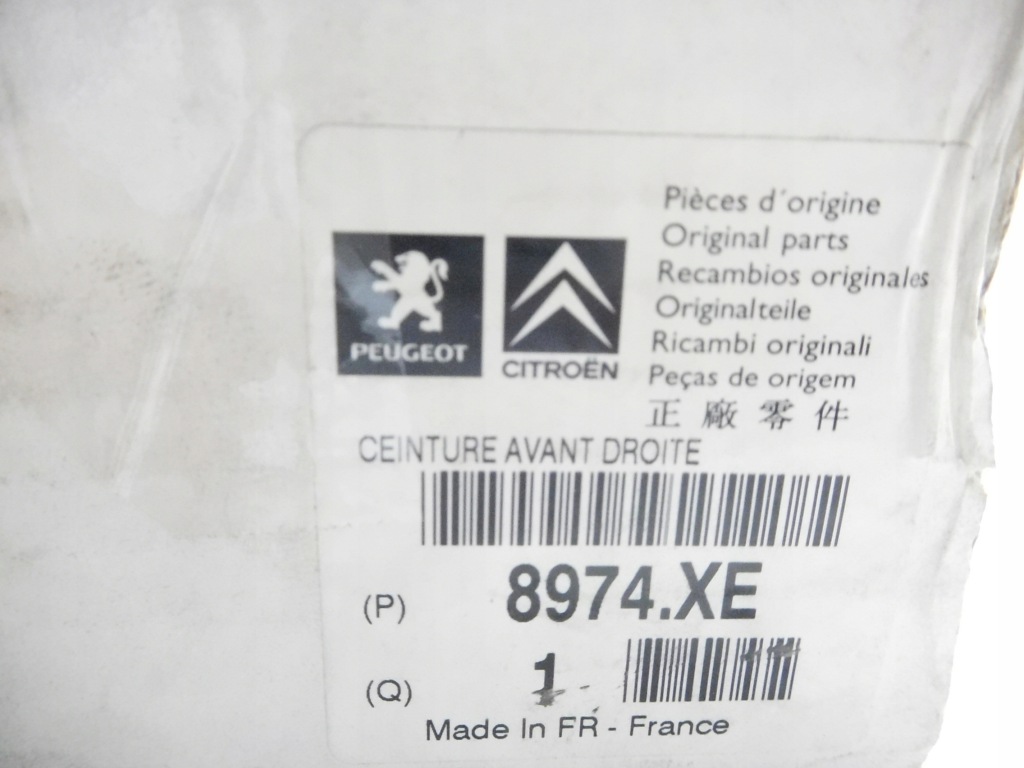 PEUGEOT
CITROËN
Pièces d'origine
Original parts
Recambios originales
Originalteile
Ricambi originali
Peças de origem
正 廠 零 件
CEINTURE AVANT DROITE
(P) 8974.XE
(Q) 1
Made In FR - France